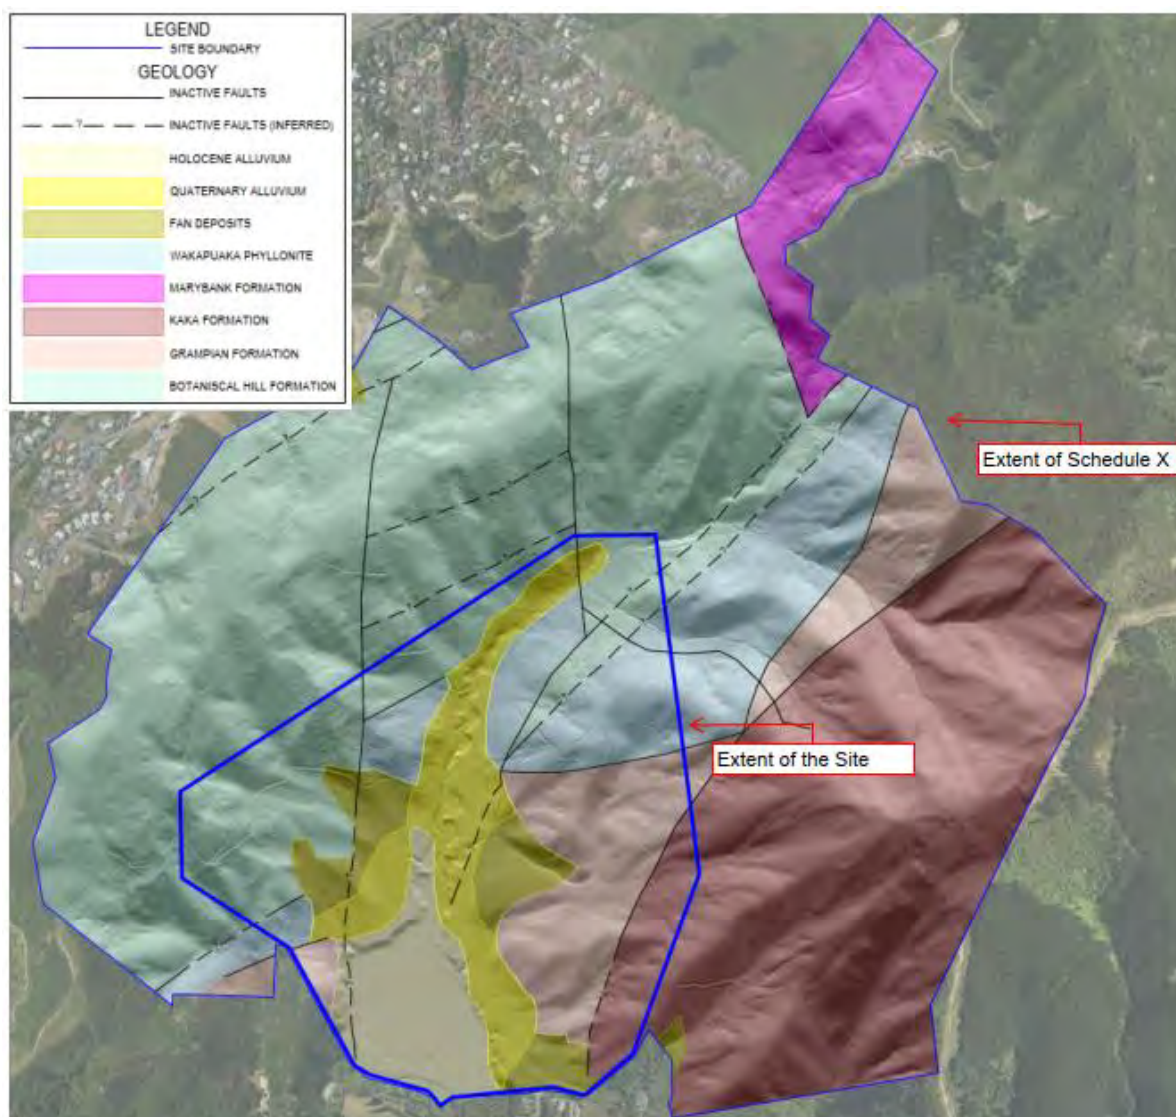 LEGEND
SITE BOUNDARY
GEOLOGY
INACTIVE FAULTS
?
INACTIVE FAULTS (INFERRED)
HOLOCENE ALLUVIUM
QUATERNARY ALLUVIUM
FAN DEPOSITS
WAKAPUAKA PHYLLONITE
MARYBANK FORMATION
KAKA FORMATION
GRAMPIAN FORMATION
BOTANISCAL HILL FORMATION
Extent of Schedule X
Extent of the Site